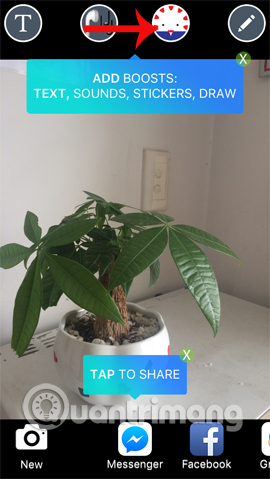 T
X
ADD BOOSTS:
TEXT, SOUNDS, STICKERS, DRAW
X
TAP TO SHARE
Quantrimang
New
Messenger
Facebook
Gr